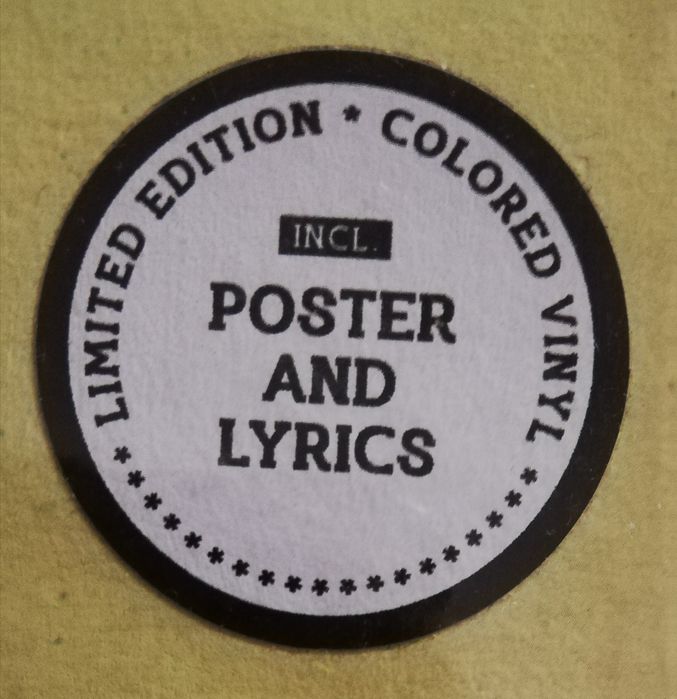 LIMITED EDITION * COLORED VINYL
INCL.
POSTER
AND
LYRICS